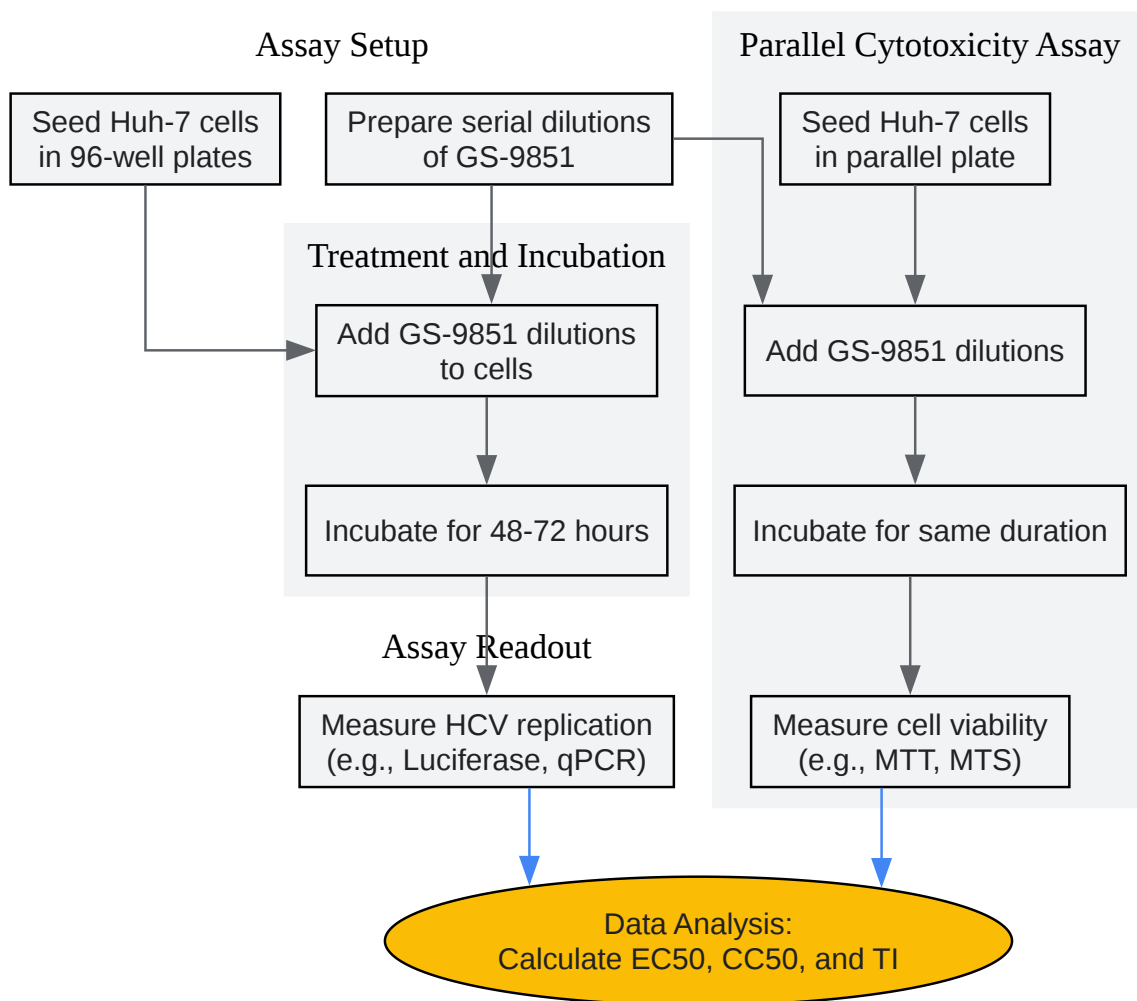 Assay Setup
Parallel Cytotoxicity Assay
Seed Huh-7 cells
in 96-well plates
Prepare serial dilutions
of GS-9851
Seed Huh-7 cells
in parallel plate
Treatment and Incubation
Add GS-9851 dilutions
to cells
Add GS-9851 dilutions
Incubate for 48-72 hours
Incubate for same duration
Assay Readout
Measure HCV replication
(e.g., Luciferase, qPCR)
Measure cell viability
(e.g., MTT, MTS)
Data Analysis:
Calculate EC50, CC50, and TI